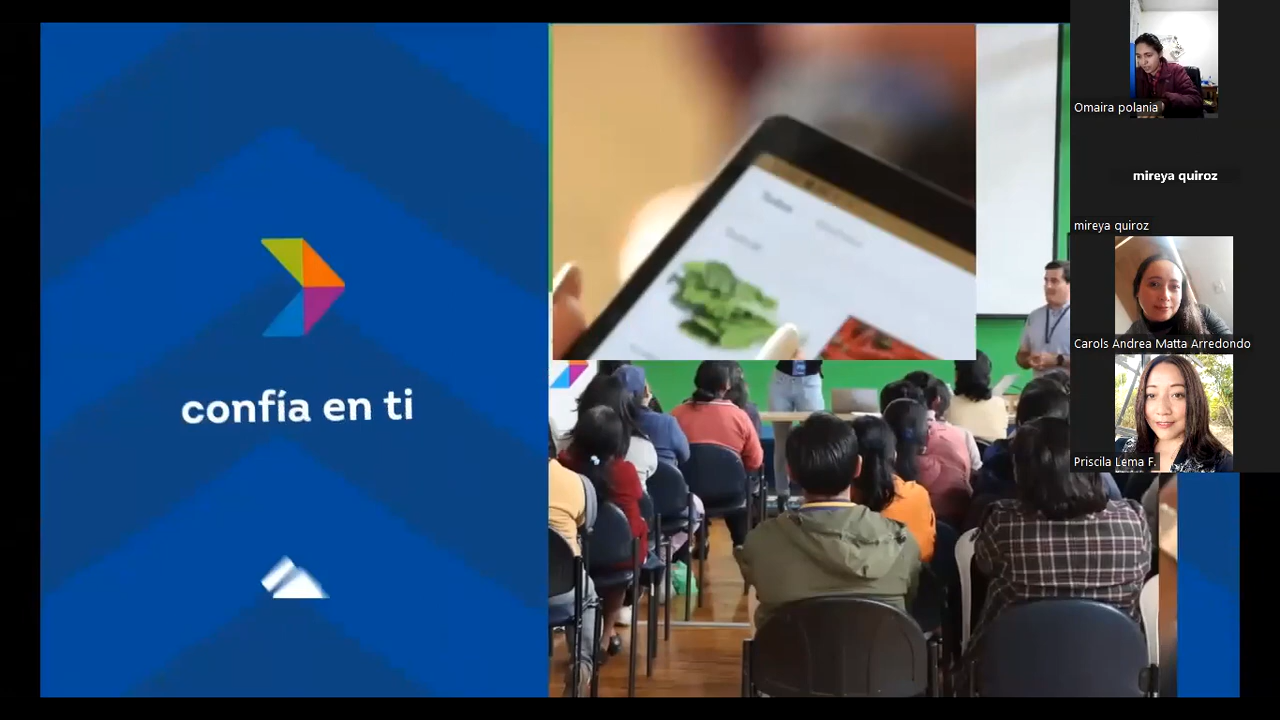 confía en ti
Omaira polania
mireya quiroz
mireya quiroz
Carols Andrea Matta Arredondo
Priscila Lema F.